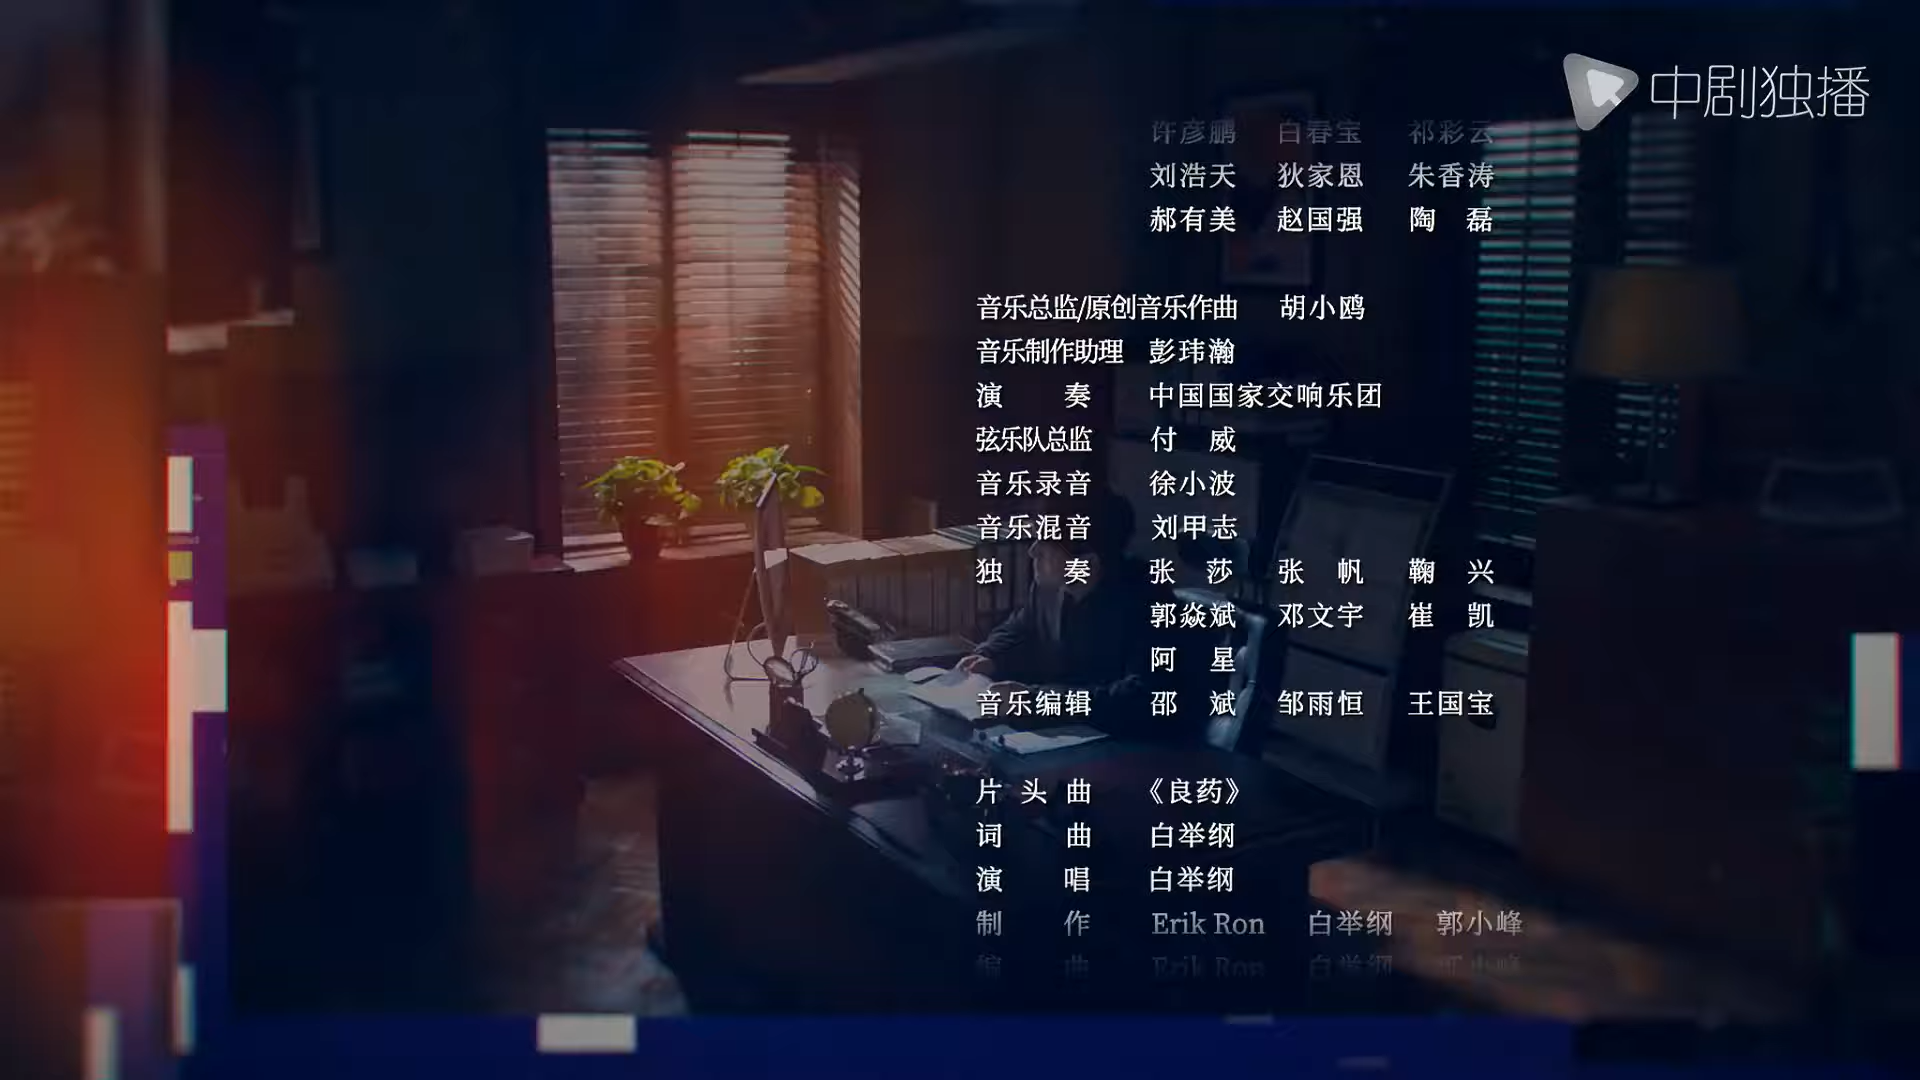 中剧独播
许彦鹏 白春宝 祁彩云
刘浩天 狄家恩 朱香涛
郝有美 赵国强 陶磊
音乐总监/原创音乐作曲 胡小鸥
音乐制作助理 彭玮瀚
演奏 中国国家交响乐团
弦乐队总监 付威
音乐录音 徐小波
音乐混音 刘甲志
独奏 张莎 张帆 鞠兴
郭焱斌 邓文宇 崔凯
阿星
音乐编辑 邵斌 邹雨恒 王国宝
片头曲 《良药》
词曲 白举纲
演唱 白举纲
制作 Erik Ron 白举纲 郭小峰
编曲 Erik Ron 白举纲